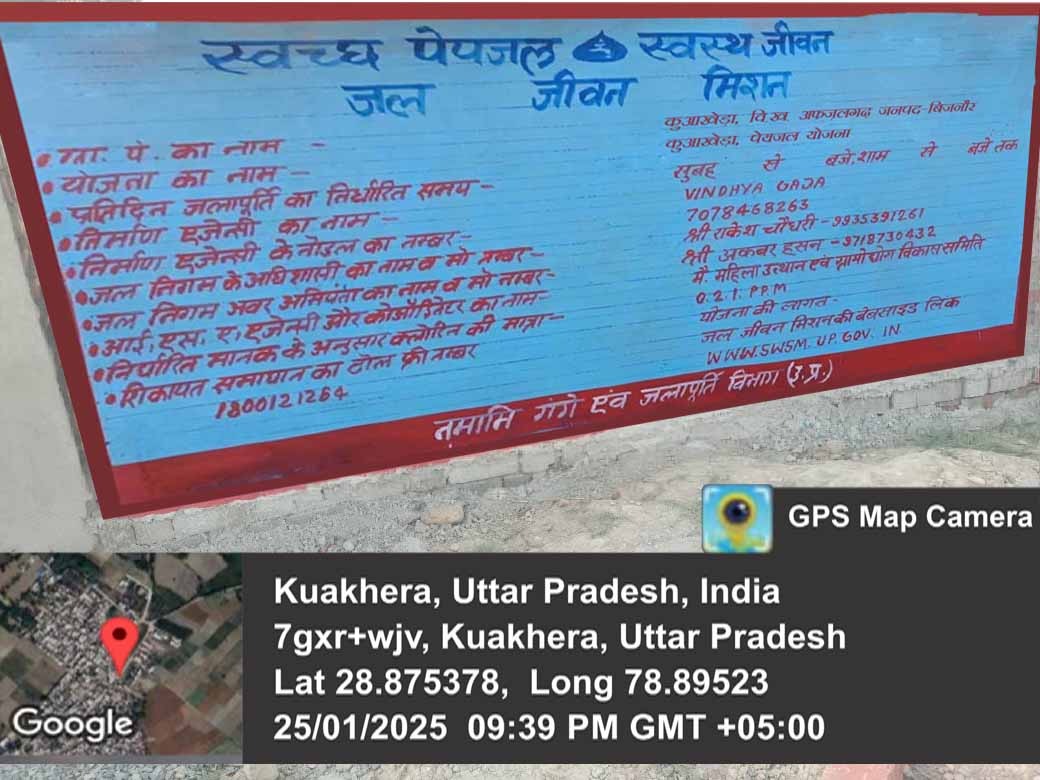 स्वच्छ पेयजल स्वस्थ जीवन
जल जीवन मिशन
• ग्रा. पं. का नाम - कुआखेड़ा, वि.ख. अफजलगढ़ जनपद-बिजनौर
• योजना का नाम - कुआखेड़ा, पेयजल योजना
• प्रतिदिन जलापूर्ति का निर्धारित समय - सुबह से बजे.शाम से बजे तक
• निर्माण एजेन्सी का नाम - VINDHYA GAJA
• निर्माण एजेन्सी के नोडल का नम्बर - 7078468263
• जल निगम के अधिशासी का नाम व मो नम्बर - श्री राकेश चौधरी - 9935391261
• जल निगम अवर अभियंता का नाम व मो नम्बर - श्री अकबर हसन - 9718730432
• आई. एस. ए. एजेन्सी और कोऑर्डिनेटर का नाम - मै. महिला उत्थान एवं ग्रामोद्योग विकास समिति
• निर्धारित मानक के अनुसार क्लोरिन की मात्रा - 0.2 1. PP.M
योजना की लागत -
• शिकायत समाधान का टोल फ्री नम्बर
1800121264
जल जीवन मिशन की वेबसाइड लिंक
WWW.SWSM.UP.GOV.IN
नमामि गंगे एंव जलापूर्ति विभाग (उ.प्र.)
GPS Map Camera
Kuakhera, Uttar Pradesh, India
7gxr+wjv, Kuakhera, Uttar Pradesh
Lat 28.875378, Long 78.89523
25/01/2025 09:39 PM GMT +05:00
Google